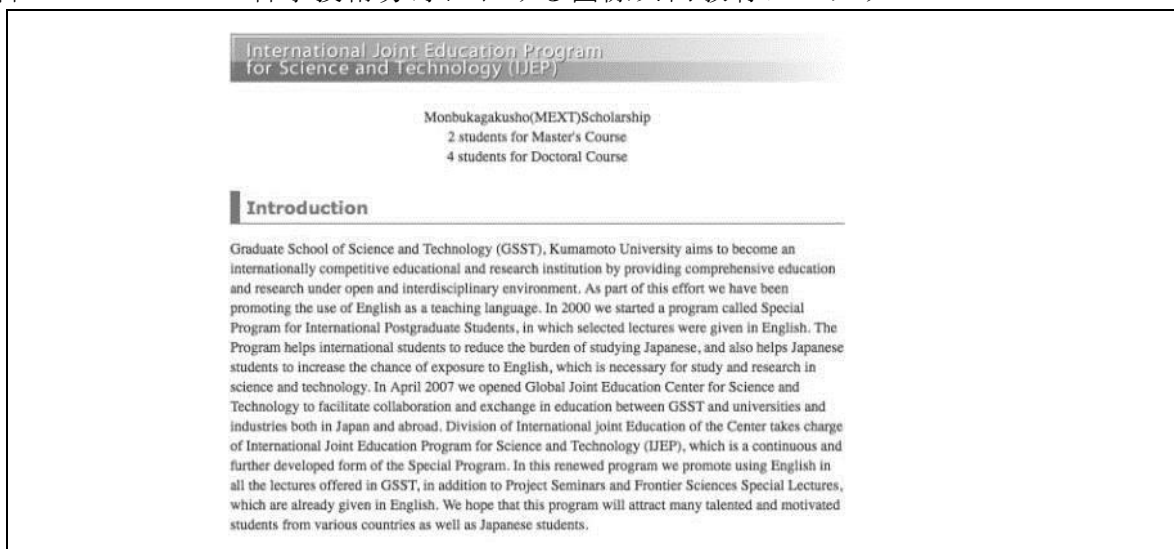 International Joint Education Program
for Science and Technology (IJEP)
Monbukagakusho(MEXT)Scholarship
2 students for Master's Course
4 students for Doctoral Course
Introduction
Graduate School of Science and Technology (GSST), Kumamoto University aims to become an
internationally competitive educational and research institution by providing comprehensive education
and research under open and interdisciplinary environment. As part of this effort we have been
promoting the use of English as a teaching language. In 2000 we started a program called Special
Program for International Postgraduate Students, in which selected lectures were given in English. The
Program helps international students to reduce the burden of studying Japanese, and also helps Japanese
students to increase the chance of exposure to English, which is necessary for study and research in
science and technology. In April 2007 we opened Global Joint Education Center for Science and
Technology to facilitate collaboration and exchange in education between GSST and universities and
industries both in Japan and abroad. Division of International joint Education of the Center takes charge
of International Joint Education Program for Science and Technology (IJEP), which is a continuous and
further developed form of the Special Program. In this renewed program we promote using English in
all the lectures offered in GSST, in addition to Project Seminars and Frontier Sciences Special Lectures,
which are already given in English. We hope that this program will attract many talented and motivated
students from various countries as well as Japanese students.